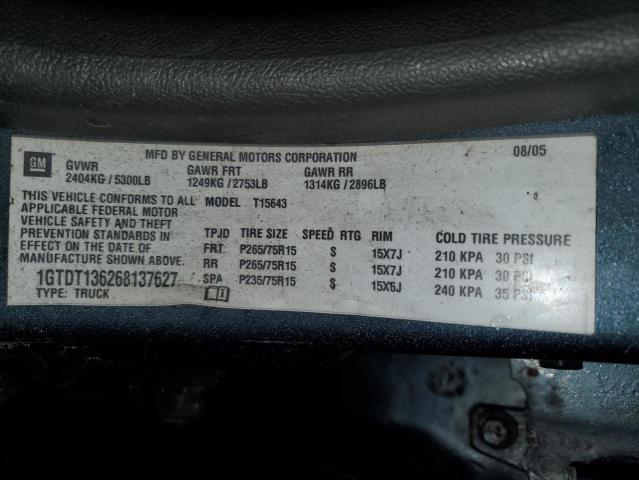 MFD BY GENERAL MOTORS CORPORATION 08/05
GM GVWR GAWR FRT GAWR RR
2404KG / 5300LB 1249KG / 2753LB 1314KG / 2896LB
THIS VEHICLE CONFORMS TO ALL
APPLICABLE FEDERAL MOTOR
VEHICLE SAFETY AND THEFT
PREVENTION STANDARDS IN
EFFECT ON THE DATE OF
MANUFACTURE SHOWN ABOVE.
1GTDT136268137627
TYPE: TRUCK
MODEL T15643
TPJD TIRE SIZE SPEED RTG RIM COLD TIRE PRESSURE
FRT P265/75R15 S 15X7J 210 KPA 30 PSI
RR P265/75R15 S 15X7J 210 KPA 30 PSI
SPA P235/75R15 S 15X6J 240 KPA 35 PSI